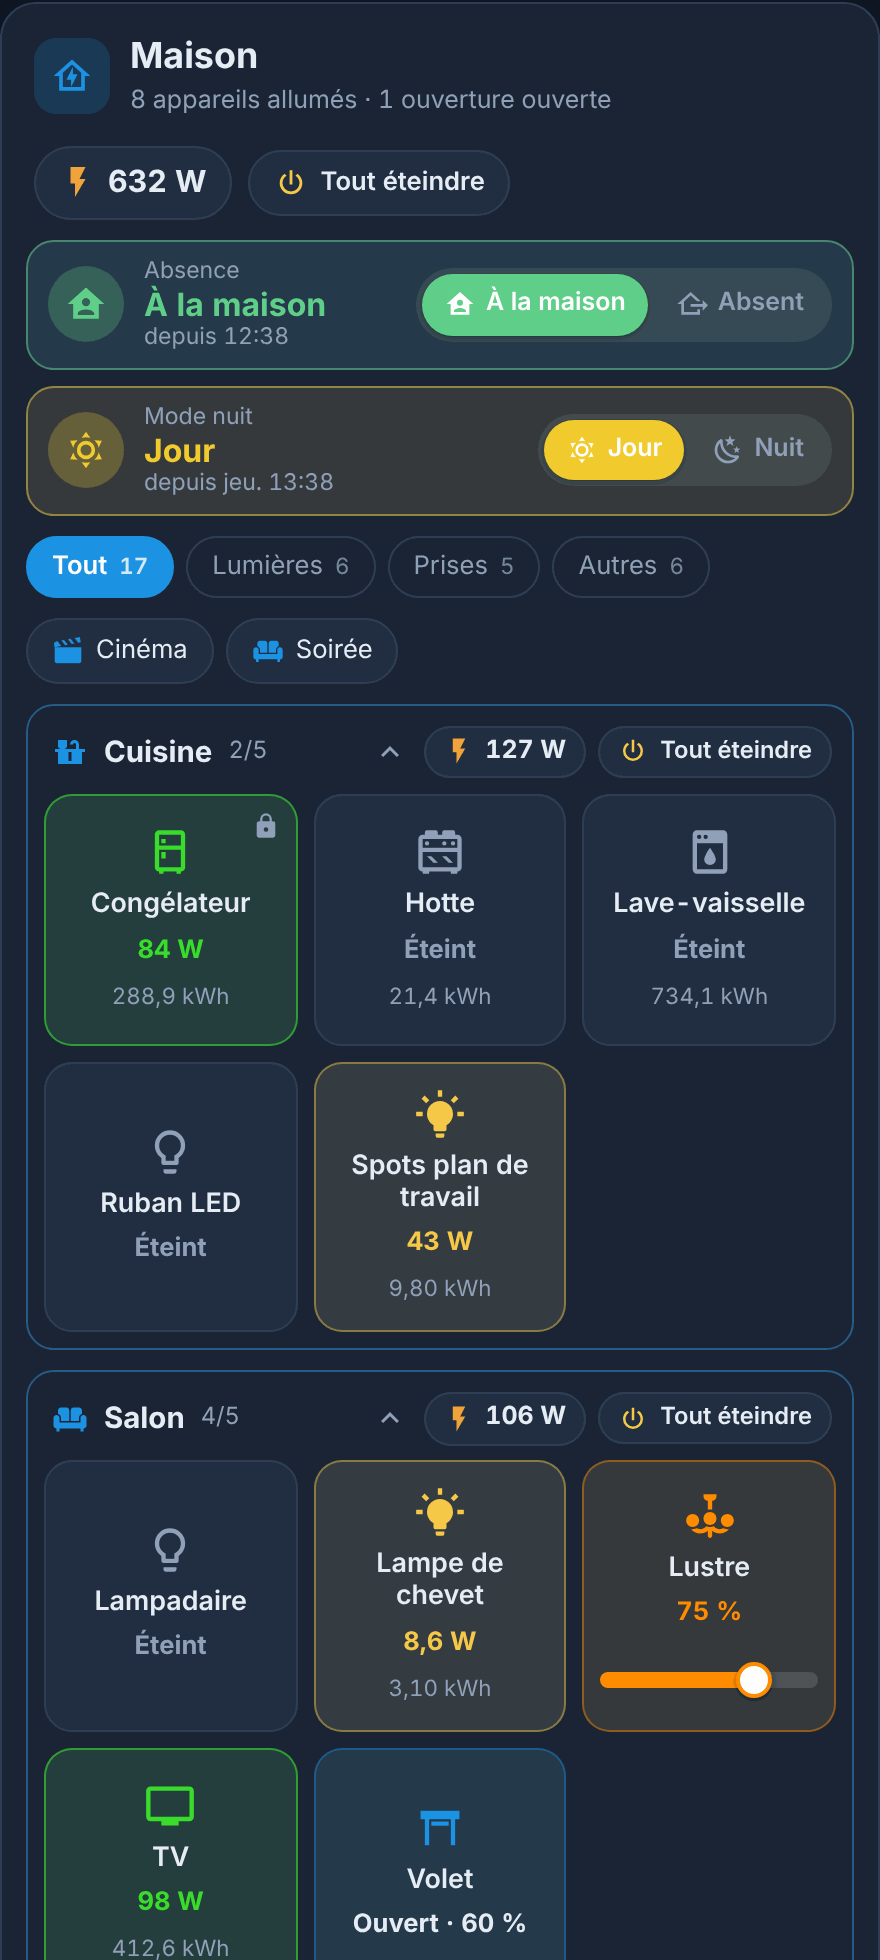 Maison
8 appareils allumés · 1 ouverture ouverte
632 W
Tout éteindre
Absence
À la maison
depuis 12:38
À la maison
Absent
Mode nuit
Jour
depuis jeu. 13:38
Jour
Nuit
Tout 17
Lumières 6
Prises 5
Autres 6
Cinéma
Soirée
Cuisine 2/5
127 W
Tout éteindre
Congélateur
84 W
288,9 kWh
Hotte
Éteint
21,4 kWh
Lave-vaisselle
Éteint
734,1 kWh
Ruban LED
Éteint
Spots plan de
travail
43 W
9,80 kWh
Salon 4/5
106 W
Tout éteindre
Lampadaire
Éteint
Lampe de
chevet
8,6 W
3,10 kWh
Lustre
75 %
TV
98 W
412,6 kWh
Volet
Ouvert · 60 %